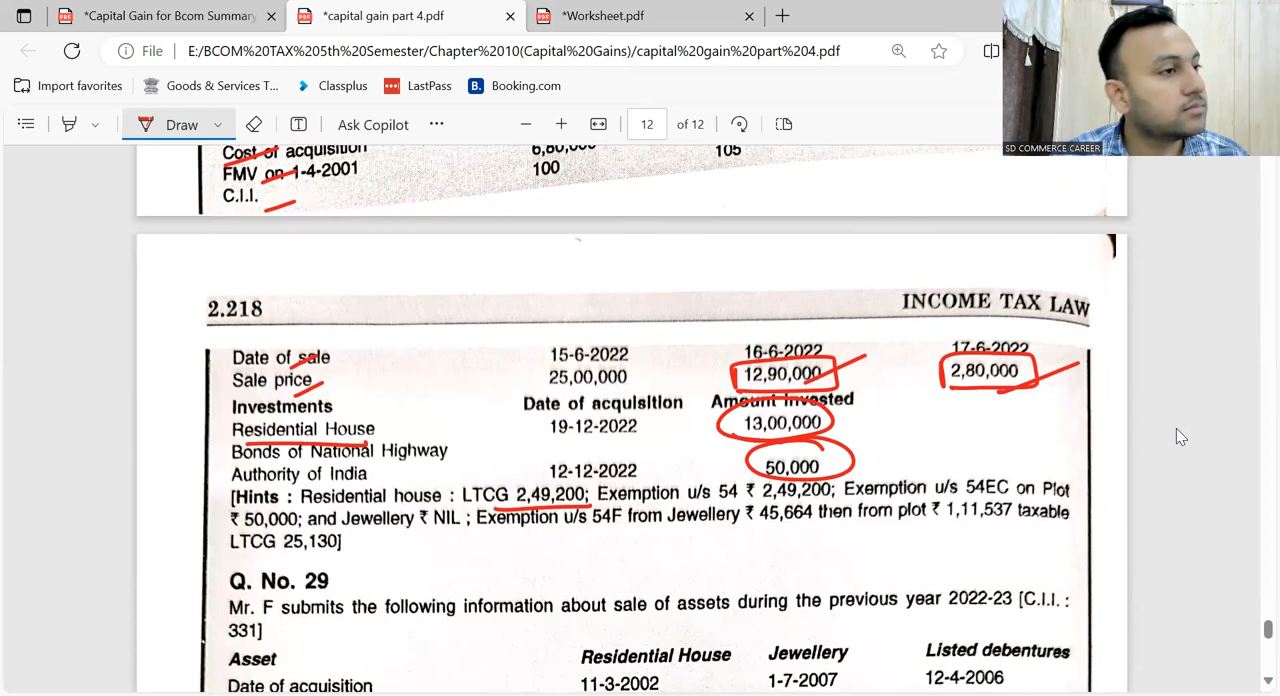 *Capital Gain for Bcom Summary
*capital gain part 4.pdf
*Worksheet.pdf
File
E:/BCOM%20TAX%205th%20Semester/Chapter%2010(Capital%20Gains)/capital%20gain%20part%204.pdf
Import favorites
Goods & Services T...
Classplus
LastPass
Booking.com
Draw
Ask Copilot
12 of 12
SD COMMERCE CAREER
Cost of acquisition 6,80,000 105
FMV on 1-4-2001 100
C.I.I.
2.218 INCOME TAX LAW
Date of sale 15-6-2022 16-6-2022 17-6-2022
Sale price 25,00,000 12,90,000 2,80,000
Investments Date of acquisition Amount invested
Residential House 19-12-2022 13,00,000
Bonds of National Highway
Authority of India 12-12-2022 50,000
[Hints : Residential house : LTCG 2,49,200; Exemption u/s 54 ₹ 2,49,200; Exemption u/s 54EC on Plot
₹ 50,000; and Jewellery ₹ NIL ; Exemption u/s 54F from Jewellery ₹ 45,664 then from plot ₹ 1,11,537 taxable
LTCG 25,130]
Q. No. 29
Mr. F submits the following information about sale of assets during the previous year 2022-23 [C.I.I. :
331]
Asset Residential House Jewellery Listed debentures
Date of acquisition 11-3-2002 1-7-2007 12-4-2006